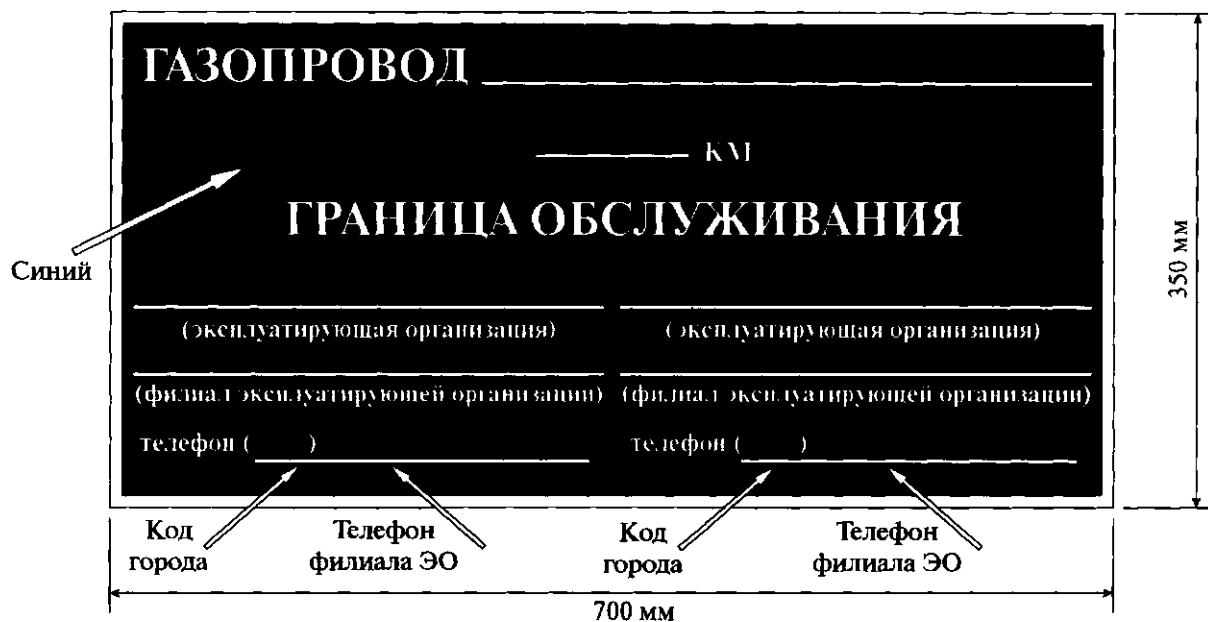 ГАЗОПРОВОД
КМ
ГРАНИЦА ОБСЛУЖИВАНИЯ
Синий
350 мм
(эксплуатирующая организация) (эксплуатирующая организация)
(филиал эксплуатирующей организации) (филиал эксплуатирующей организации)
телефон ( ) телефон ( )
Код города
Телефон филиала ЭО
Код города
Телефон филиала ЭО
700 мм